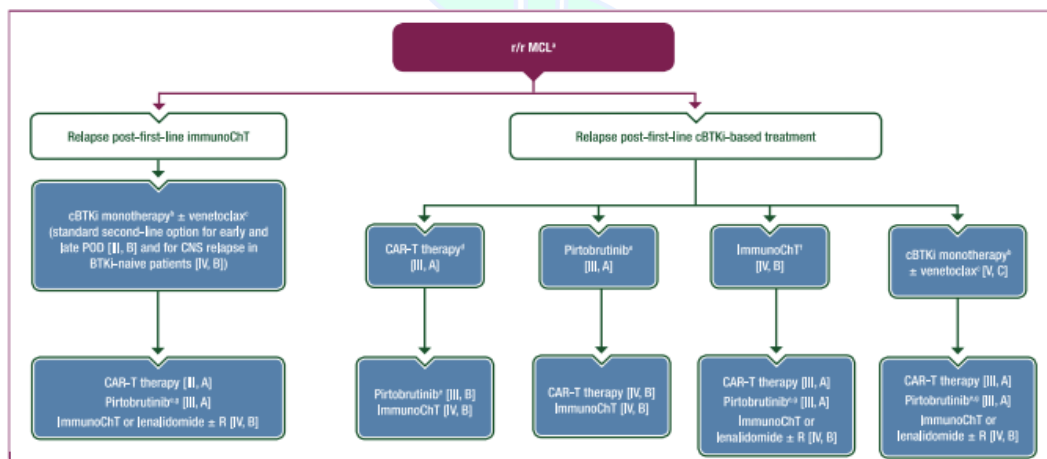 r/r MCLᵃ
Relapse post-first-line immunoChT
Relapse post-first-line cBTKi-based treatment
cBTKi monotherapyᵇ ± venetoclaxᶜ
(standard second-line option for early and
late POD [III, B] and for CNS relapse in
BTKi-naive patients [IV, B])
CAR-T therapyᵈ
[III, A]
Pirtobrutinibᵉ
[III, A]
ImmunoChTᶠ
[IV, B]
cBTKi monotherapyᵇ
± venetoclaxᶜ [V, C]
CAR-T therapy [III, A]
Pirtobrutinibᵉ,ᵍ [III, A]
ImmunoChT or lenalidomide ± R [IV, B]
Pirtobrutinibᵉ [III, B]
ImmunoChT [IV, B]
CAR-T therapy [IV, B]
ImmunoChT [IV, B]
CAR-T therapy [III, A]
Pirtobrutinibᵉ,ᵍ [III, A]
ImmunoChT or
lenalidomide ± R [IV, B]
CAR-T therapy [III, A]
Pirtobrutinibᵉ,ᵍ [III, A]
ImmunoChT or
lenalidomide ± R [IV, B]